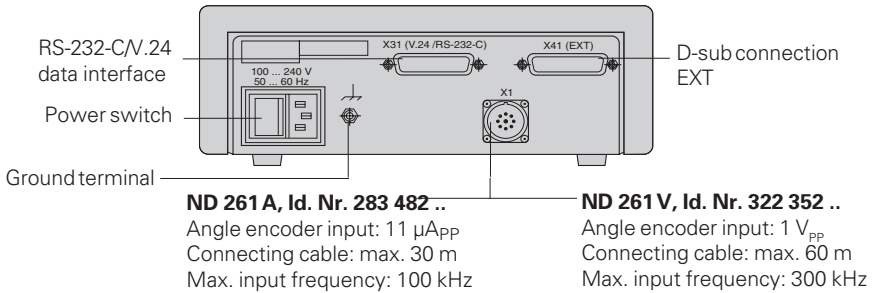 RS-232-C/V.24
data interface
X31 (V.24 /RS-232-C)
X41 (EXT)
D-sub connection
EXT
100 ... 240 V
50 ... 60 Hz
Power switch
X1
Ground terminal
ND 261 A, Id. Nr. 283 482 ..
Angle encoder input: 11 µAPP
Connecting cable: max. 30 m
Max. input frequency: 100 kHz
ND 261 V, Id. Nr. 322 352 ..
Angle encoder input: 1 VPP
Connecting cable: max. 60 m
Max. input frequency: 300 kHz